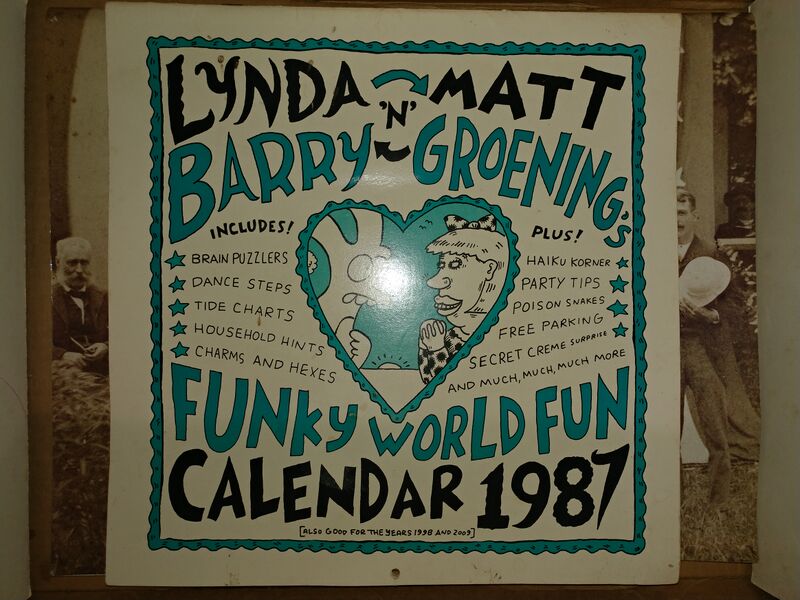 LYNDA 'N' MATT
BARRY GROENING's
INCLUDES!
BRAIN PUZZLERS
DANCE STEPS
TIDE CHARTS
HOUSEHOLD HINTS
CHARMS AND HEXES
PLUS!
HAIKU KORNER
PARTY TIPS
POISON SNAKES
FREE PARKING
SECRET CREME SURPRISE
AND MUCH, MUCH, MUCH MORE
FUNKY WORLD FUN
CALENDAR 1987
[ALSO GOOD FOR THE YEARS 1998 AND 2009]